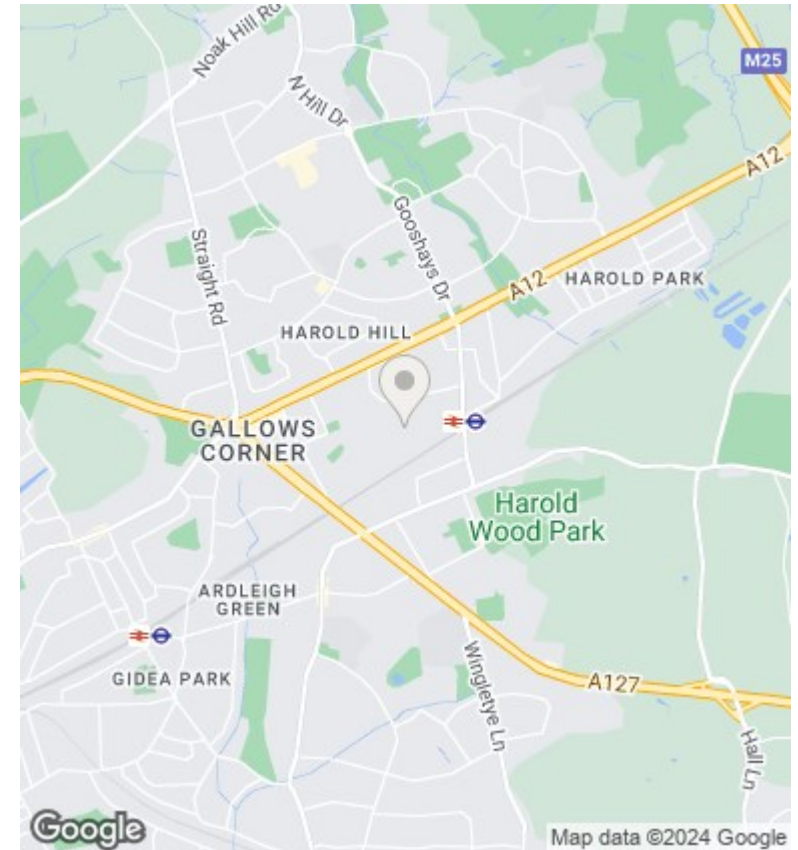 Noak Hill Rd
N Hill Dr
M25
A12
Gooshays Dr
Straight Rd
A12
HAROLD PARK
HAROLD HILL
GALLOWS
CORNER
Harold
Wood Park
ARDLEIGH
GREEN
GIDEA PARK
Wingletye Ln
A127
Hall Ln
Google
Map data ©2024 Google